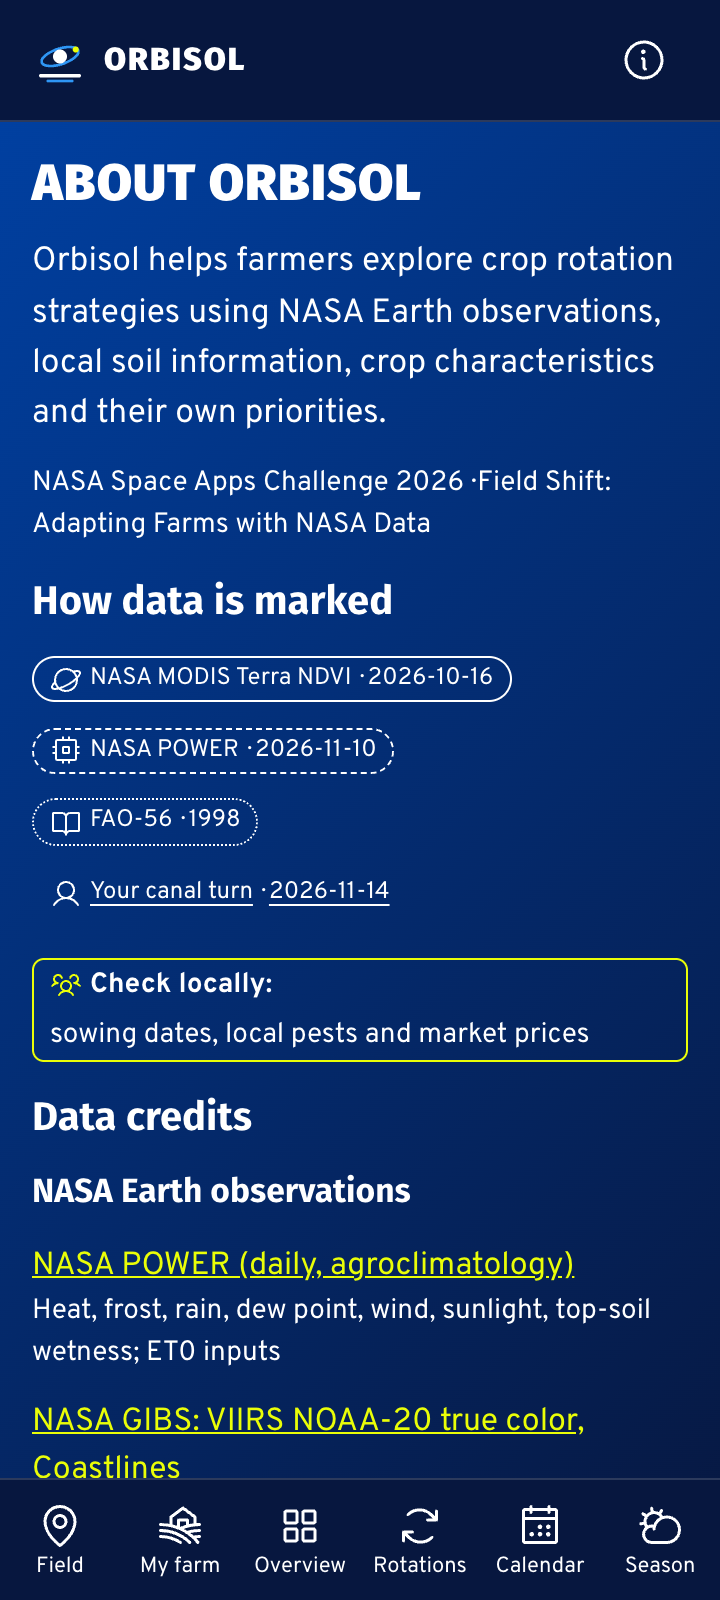 ORBISOL
ABOUT ORBISOL
Orbisol helps farmers explore crop rotation
strategies using NASA Earth observations,
local soil information, crop characteristics
and their own priorities.
NASA Space Apps Challenge 2026 ·Field Shift:
Adapting Farms with NASA Data
How data is marked
NASA MODIS Terra NDVI ·2026-10-16
NASA POWER ·2026-11-10
FAO-56 ·1998
Your canal turn ·2026-11-14
Check locally:
sowing dates, local pests and market prices
Data credits
NASA Earth observations
NASA POWER (daily, agroclimatology)
Heat, frost, rain, dew point, wind, sunlight, top-soil
wetness; ET0 inputs
NASA GIBS: VIIRS NOAA-20 true color,
Coastlines
Field My farm Overview Rotations Calendar Season